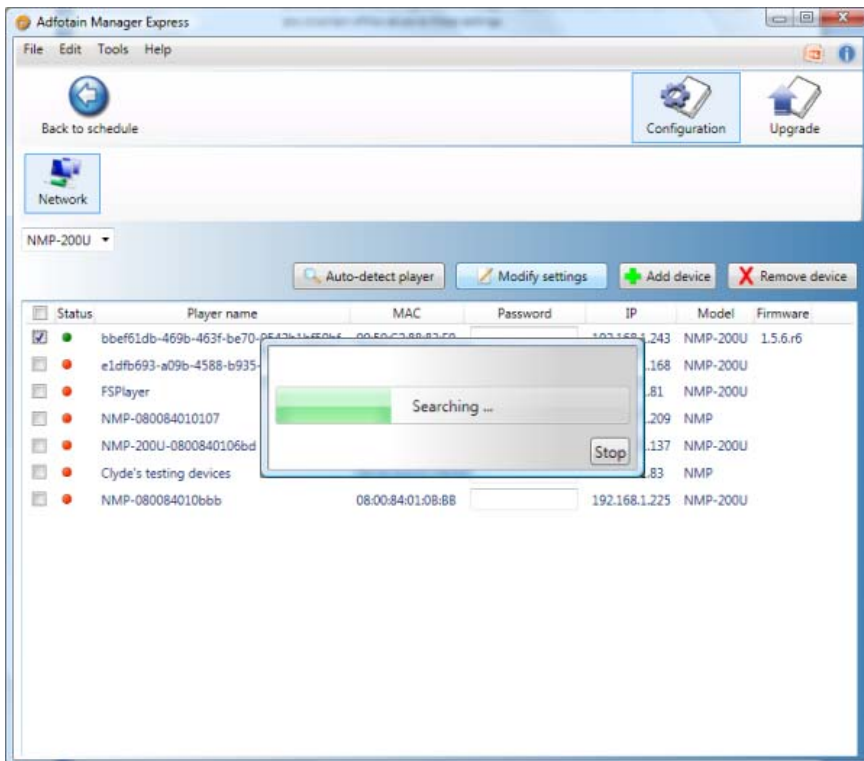 Adfotain Manager Express
File Edit Tools Help
Back to schedule
Configuration
Upgrade
Network
NMP-200U
Auto-detect player
Modify settings
Add device
Remove device
Status Player name MAC Password IP Model Firmware
.243 NMP-200U 1.5.6.r6
e1dfb693-a09b-4588-b935- .168 NMP-200U
FSPlayer .81 NMP-200U
NMP-080084010107 .209 NMP
NMP-200U-0800840106bd .137 NMP-200U
Clyde's testing devices .83 NMP
NMP-080084010bbb 08:00:84:01:0B:BB 192.168.1.225 NMP-200U
Searching ...
Stop